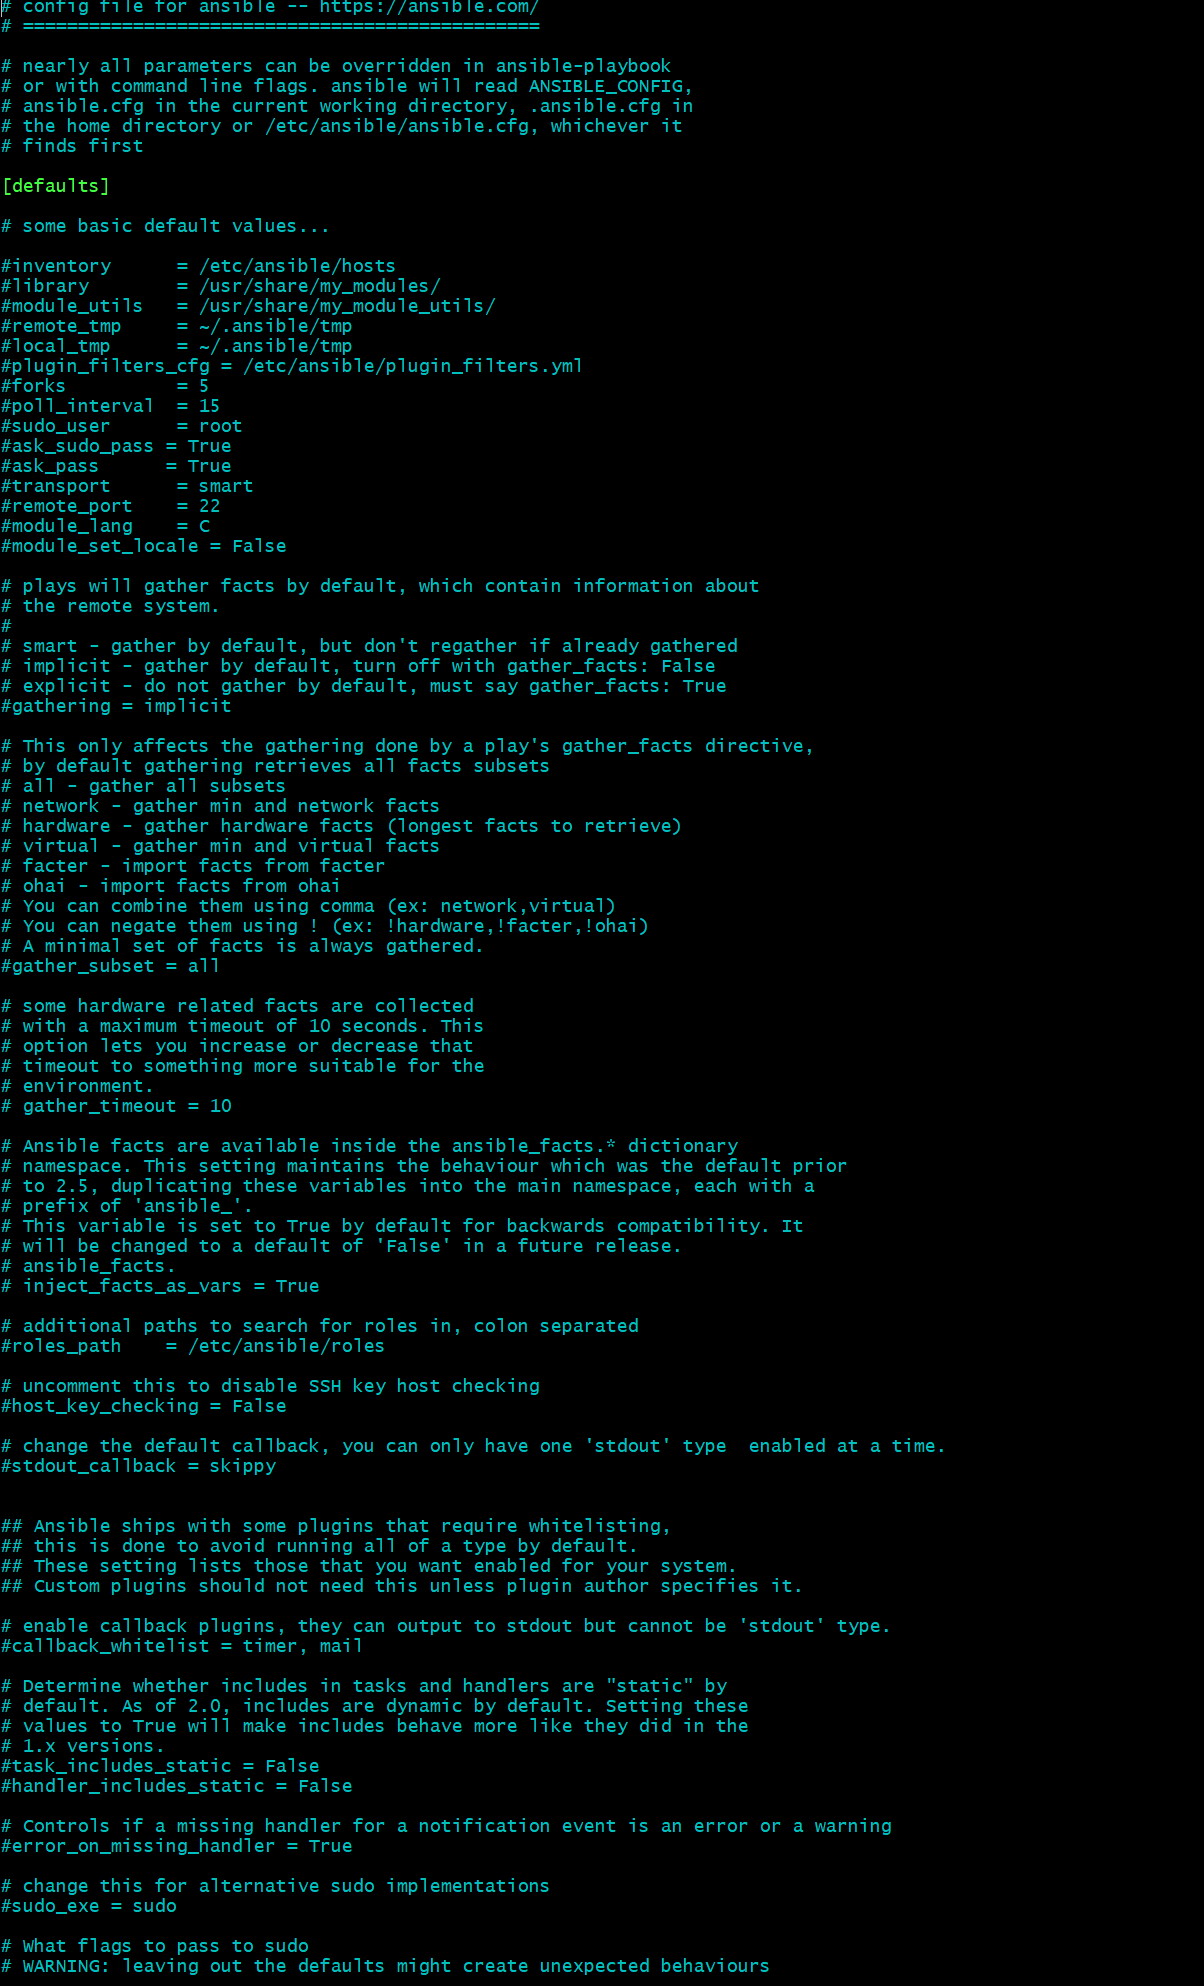 # config file for ansible -- https://ansible.com/
# ===============================================
# nearly all parameters can be overridden in ansible-playbook
# or with command line flags. ansible will read ANSIBLE_CONFIG,
# ansible.cfg in the current working directory, .ansible.cfg in
# the home directory or /etc/ansible/ansible.cfg, whichever it
# finds first
[defaults]
# some basic default values...
#inventory      = /etc/ansible/hosts
#library        = /usr/share/my_modules/
#module_utils   = /usr/share/my_module_utils/
#remote_tmp     = ~/.ansible/tmp
#local_tmp      = ~/.ansible/tmp
#plugin_filters_cfg = /etc/ansible/plugin_filters.yml
#forks          = 5
#poll_interval  = 15
#sudo_user      = root
#ask_sudo_pass = True
#ask_pass      = True
#transport      = smart
#remote_port    = 22
#module_lang    = C
#module_set_locale = False
# plays will gather facts by default, which contain information about
# the remote system.
#
# smart - gather by default, but don't regather if already gathered
# implicit - gather by default, turn off with gather_facts: False
# explicit - do not gather by default, must say gather_facts: True
#gathering = implicit
# This only affects the gathering done by a play's gather_facts directive,
# by default gathering retrieves all facts subsets
# all - gather all subsets
# network - gather min and network facts
# hardware - gather hardware facts (longest facts to retrieve)
# virtual - gather min and virtual facts
# facter - import facts from facter
# ohai - import facts from ohai
# You can combine them using comma (ex: network,virtual)
# You can negate them using ! (ex: !hardware,!facter,!ohai)
# A minimal set of facts is always gathered.
#gather_subset = all
# some hardware related facts are collected
# with a maximum timeout of 10 seconds. This
# option lets you increase or decrease that
# timeout to something more suitable for the
# environment.
# gather_timeout = 10
# Ansible facts are available inside the ansible_facts.* dictionary
# namespace. This setting maintains the behaviour which was the default prior
# to 2.5, duplicating these variables into the main namespace, each with a
# prefix of 'ansible_'.
# This variable is set to True by default for backwards compatibility. It
# will be changed to a default of 'False' in a future release.
# ansible_facts.
# inject_facts_as_vars = True
# additional paths to search for roles in, colon separated
#roles_path    = /etc/ansible/roles
# uncomment this to disable SSH key host checking
#host_key_checking = False
# change the default callback, you can only have one 'stdout' type  enabled at a time.
#stdout_callback = skippy
## Ansible ships with some plugins that require whitelisting,
## this is done to avoid running all of a type by default.
## These setting lists those that you want enabled for your system.
## Custom plugins should not need this unless plugin author specifies it.
# enable callback plugins, they can output to stdout but cannot be 'stdout' type.
#callback_whitelist = timer, mail
# Determine whether includes in tasks and handlers are "static" by
# default. As of 2.0, includes are dynamic by default. Setting these
# values to True will make includes behave more like they did in the
# 1.x versions.
#task_includes_static = False
#handler_includes_static = False
# Controls if a missing handler for a notification event is an error or a warning
#error_on_missing_handler = True
# change this for alternative sudo implementations
#sudo_exe = sudo
# What flags to pass to sudo
# WARNING: leaving out the defaults might create unexpected behaviours